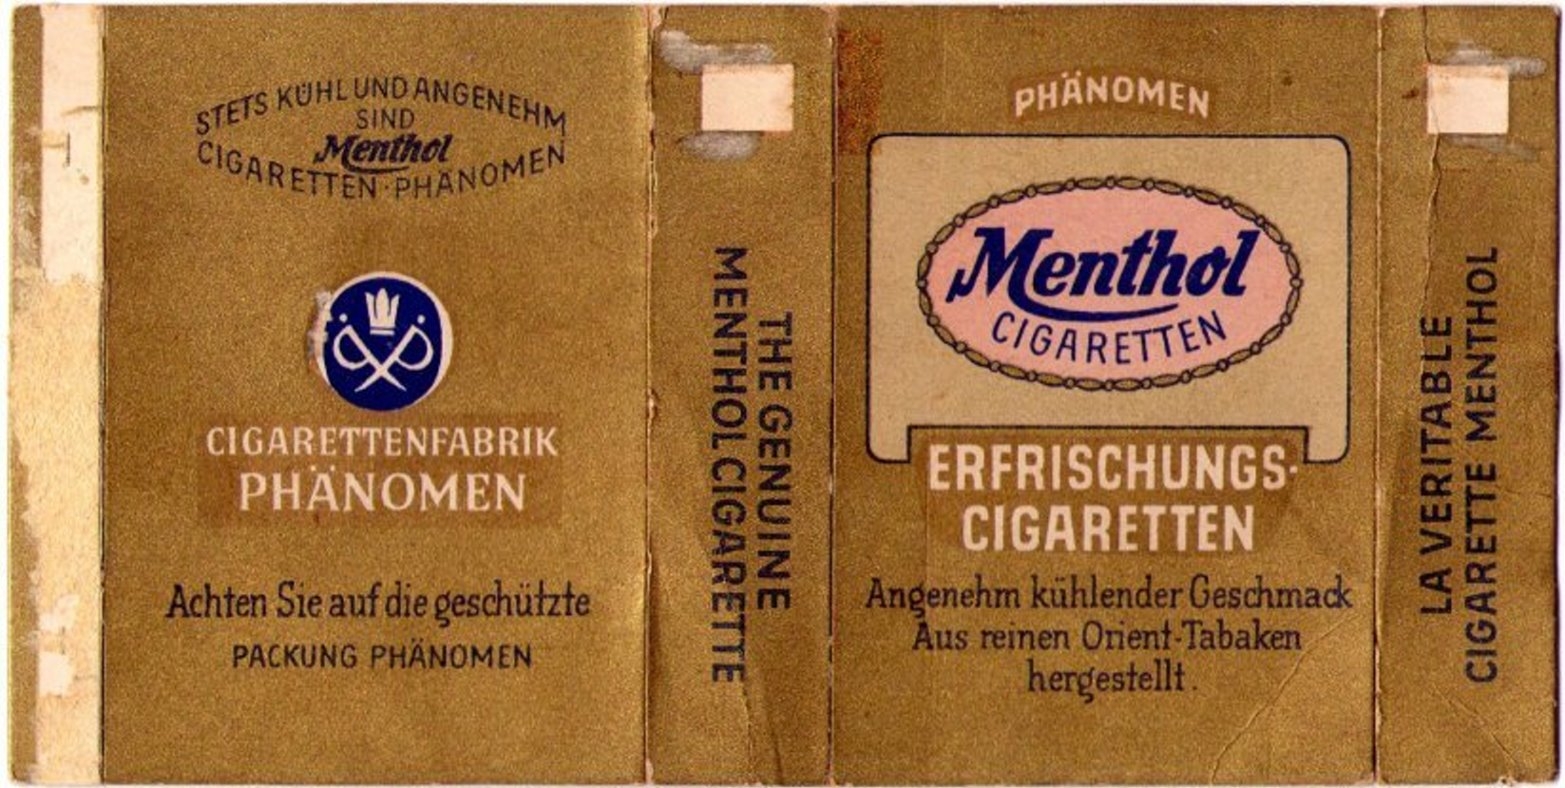 STETS KÜHL UND ANGENEHM
SIND
Menthol
CIGARETTEN · PHÄNOMEN
CIGARETTENFABRIK
PHÄNOMEN
Achten Sie auf die geschützte
PACKUNG PHÄNOMEN
THE GENUINE
MENTHOL CIGARETTE
PHÄNOMEN
Menthol
CIGARETTEN
ERFRISCHUNGS-
CIGARETTEN
Angenehm kühlender Geschmack
Aus reinen Orient-Tabaken
hergestellt.
LA VERITABLE
CIGARETTE MENTHOL